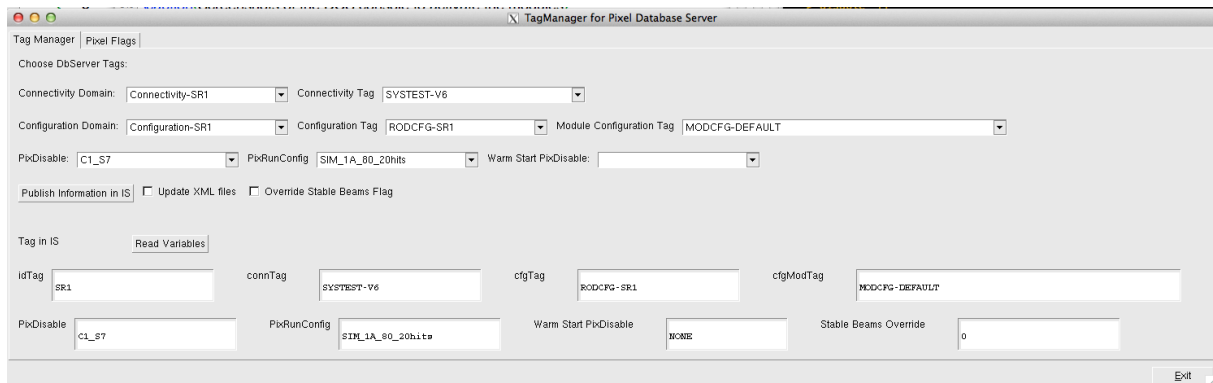 TagManager for Pixel Database Server
Tag Manager Pixel Flags
Choose DbServer Tags:
Connectivity Domain: Connectivity-SR1 Connectivity Tag SYSTEST-V6
Configuration Domain: Configuration-SR1 Configuration Tag RODCFG-SR1 Module Configuration Tag MODCFG-DEFAULT
PixDisable: C1_S7 PixRunConfig SIM_1A_80_20hits Warm Start PixDisable:
Publish Information in IS Update XML files Override Stable Beams Flag
Tag in IS Read Variables
idTag SR1 connTag SYSTEST-V6 cfgTag RODCFG-SR1 cfgModTag MODCFG-DEFAULT
PixDisable C1_S7 PixRunConfig SIM_1A_80_20hits Warm Start PixDisable NONE Stable Beams Override 0
Exit